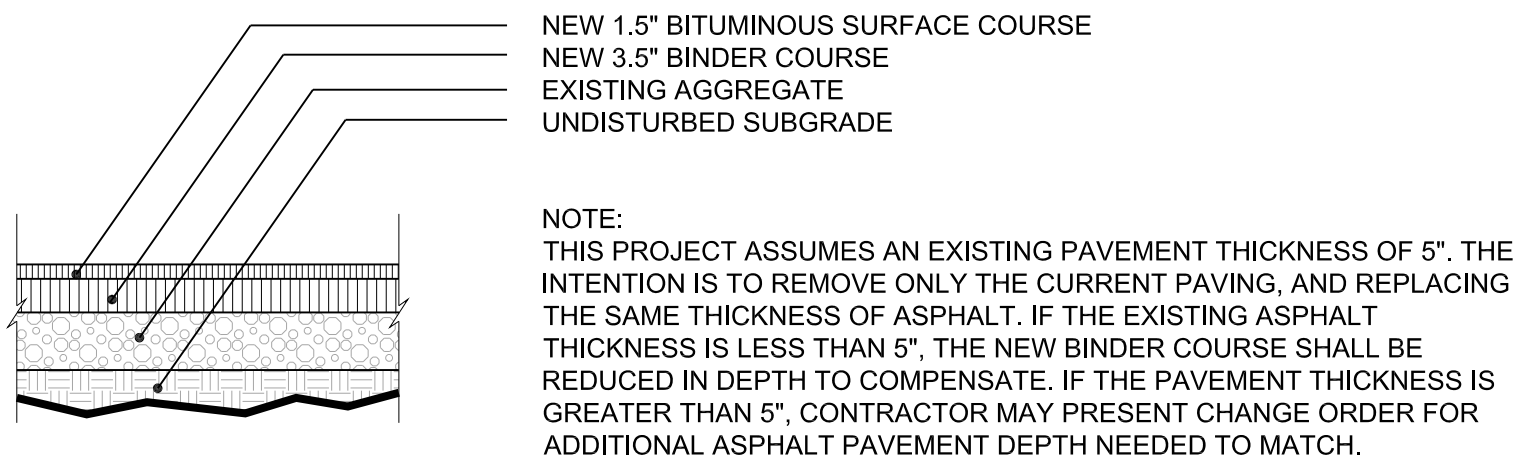 NEW 1.5" BITUMINOUS SURFACE COURSE
NEW 3.5" BINDER COURSE
EXISTING AGGREGATE
UNDISTURBED SUBGRADE
NOTE:
THIS PROJECT ASSUMES AN EXISTING PAVEMENT THICKNESS OF 5". THE
INTENTION IS TO REMOVE ONLY THE CURRENT PAVING, AND REPLACING
THE SAME THICKNESS OF ASPHALT. IF THE EXISTING ASPHALT
THICKNESS IS LESS THAN 5", THE NEW BINDER COURSE SHALL BE
REDUCED IN DEPTH TO COMPENSATE. IF THE PAVEMENT THICKNESS IS
GREATER THAN 5", CONTRACTOR MAY PRESENT CHANGE ORDER FOR
ADDITIONAL ASPHALT PAVEMENT DEPTH NEEDED TO MATCH.